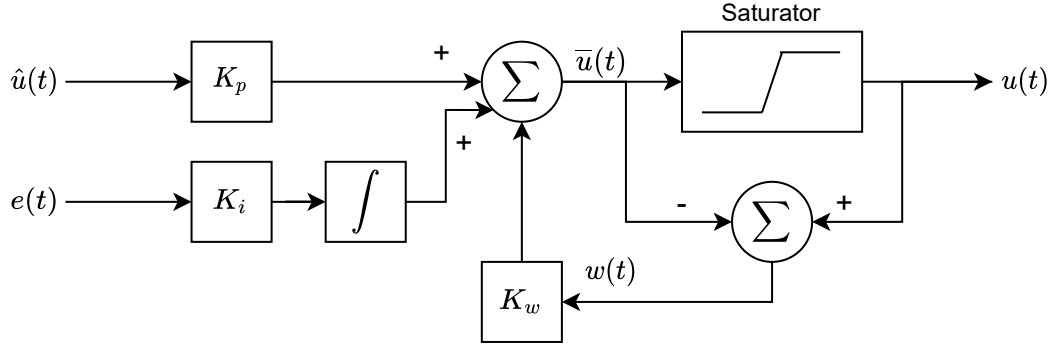 Saturator
û(t)
K_p
+
∑
u̅(t)
u(t)
+
e(t)
K_i
∫
-
∑
+
K_w
w(t)